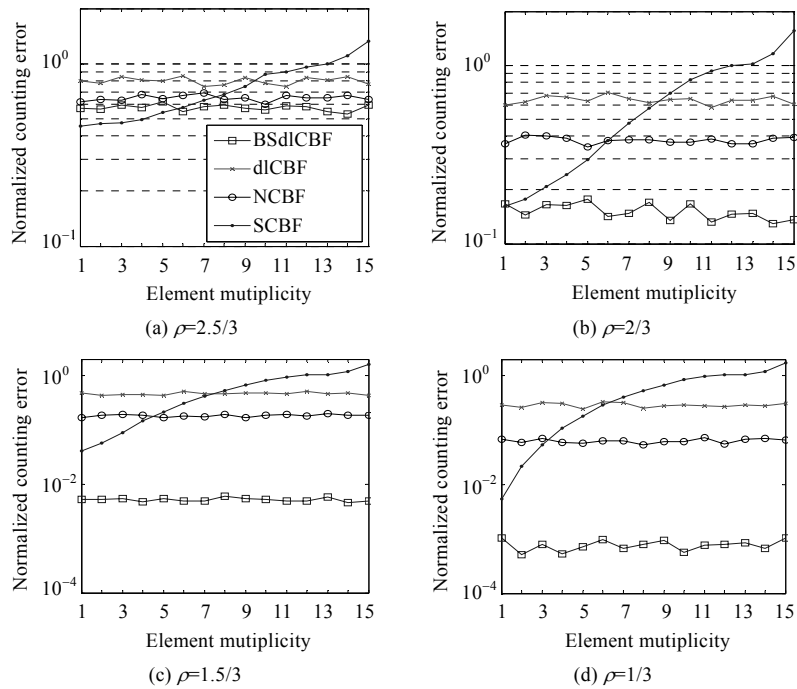 Normalized counting error
10^0
10^-1
BSdlCBF
dlCBF
NCBF
SCBF
1 3 5 7 9 11 13 15
Element mutiplicity
(a) ρ=2.5/3
Normalized counting error
10^0
10^-1
1 3 5 7 9 11 13 15
Element mutiplicity
(b) ρ=2/3
Normalized counting error
10^0
10^-2
10^-4
1 3 5 7 9 11 13 15
Element mutiplicity
(c) ρ=1.5/3
Normalized counting error
10^0
10^-2
10^-4
1 3 5 7 9 11 13 15
Element mutiplicity
(d) ρ=1/3